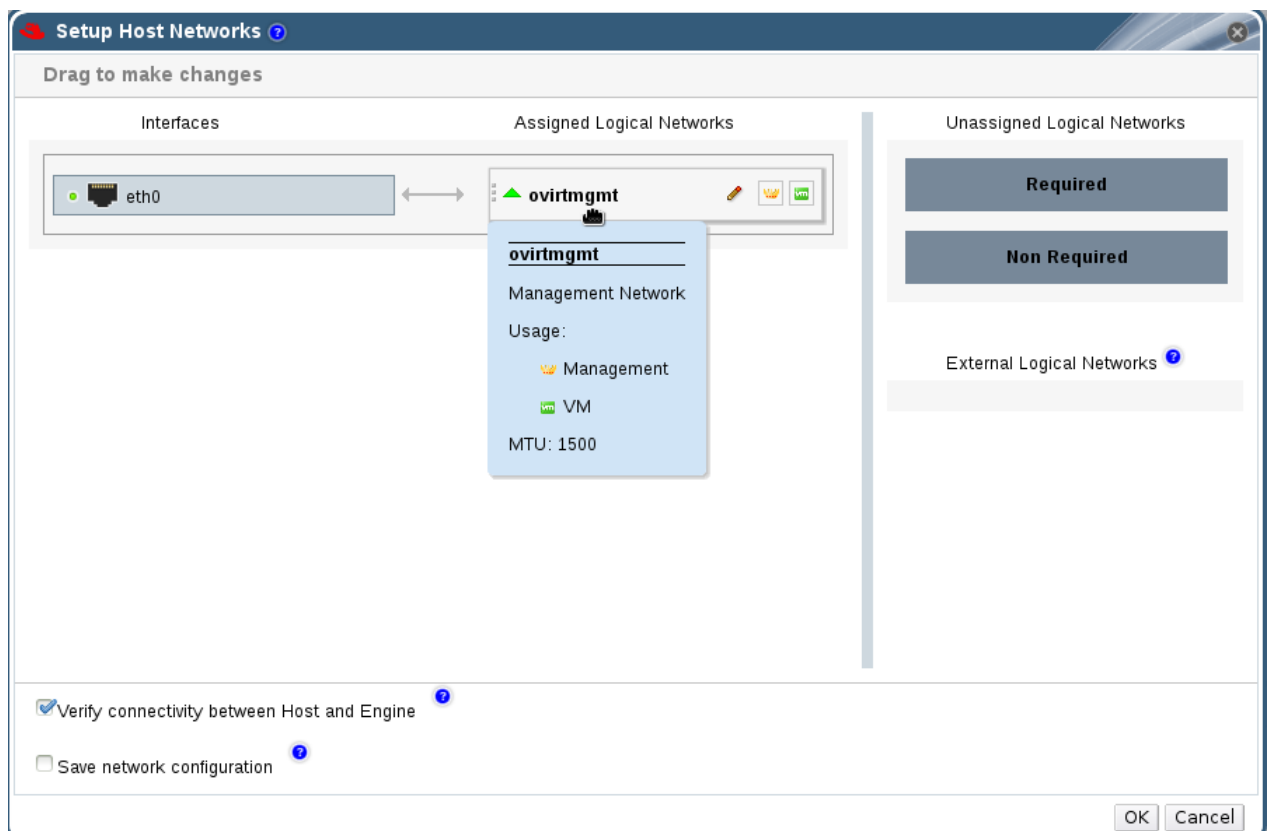 Setup Host Networks
Drag to make changes
Interfaces
Assigned Logical Networks
Unassigned Logical Networks
eth0
ovirtmgmt
vm
Required
Non Required
ovirtmgmt
Management Network
Usage:
Management
vm VM
MTU: 1500
External Logical Networks ?
Verify connectivity between Host and Engine ?
Save network configuration ?
OK
Cancel